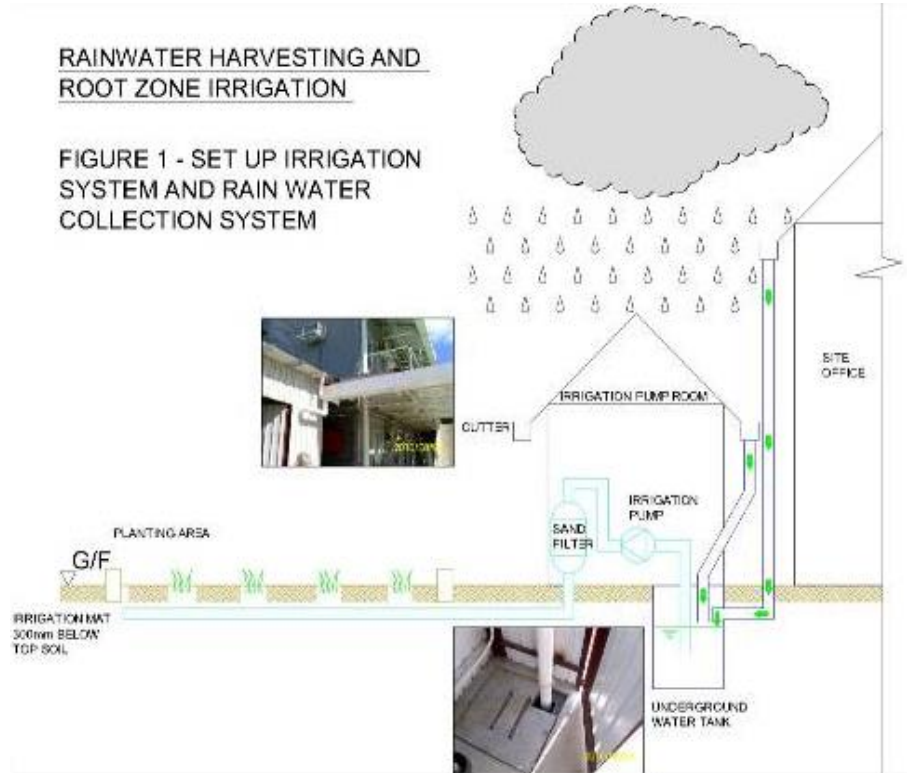 RAINWATER HARVESTING AND
ROOT ZONE IRRIGATION
FIGURE 1 - SET UP IRRIGATION
SYSTEM AND RAIN WATER
COLLECTION SYSTEM
SITE
OFFICE
IRRIGATION PUMP ROOM
GUTTER
IRRIGATION
PUMP
SAND
FILTER
PLANTING AREA
G/F
IRRIGATION MAT
300mm BELOW
TOP SOIL
UNDERGROUND
WATER TANK